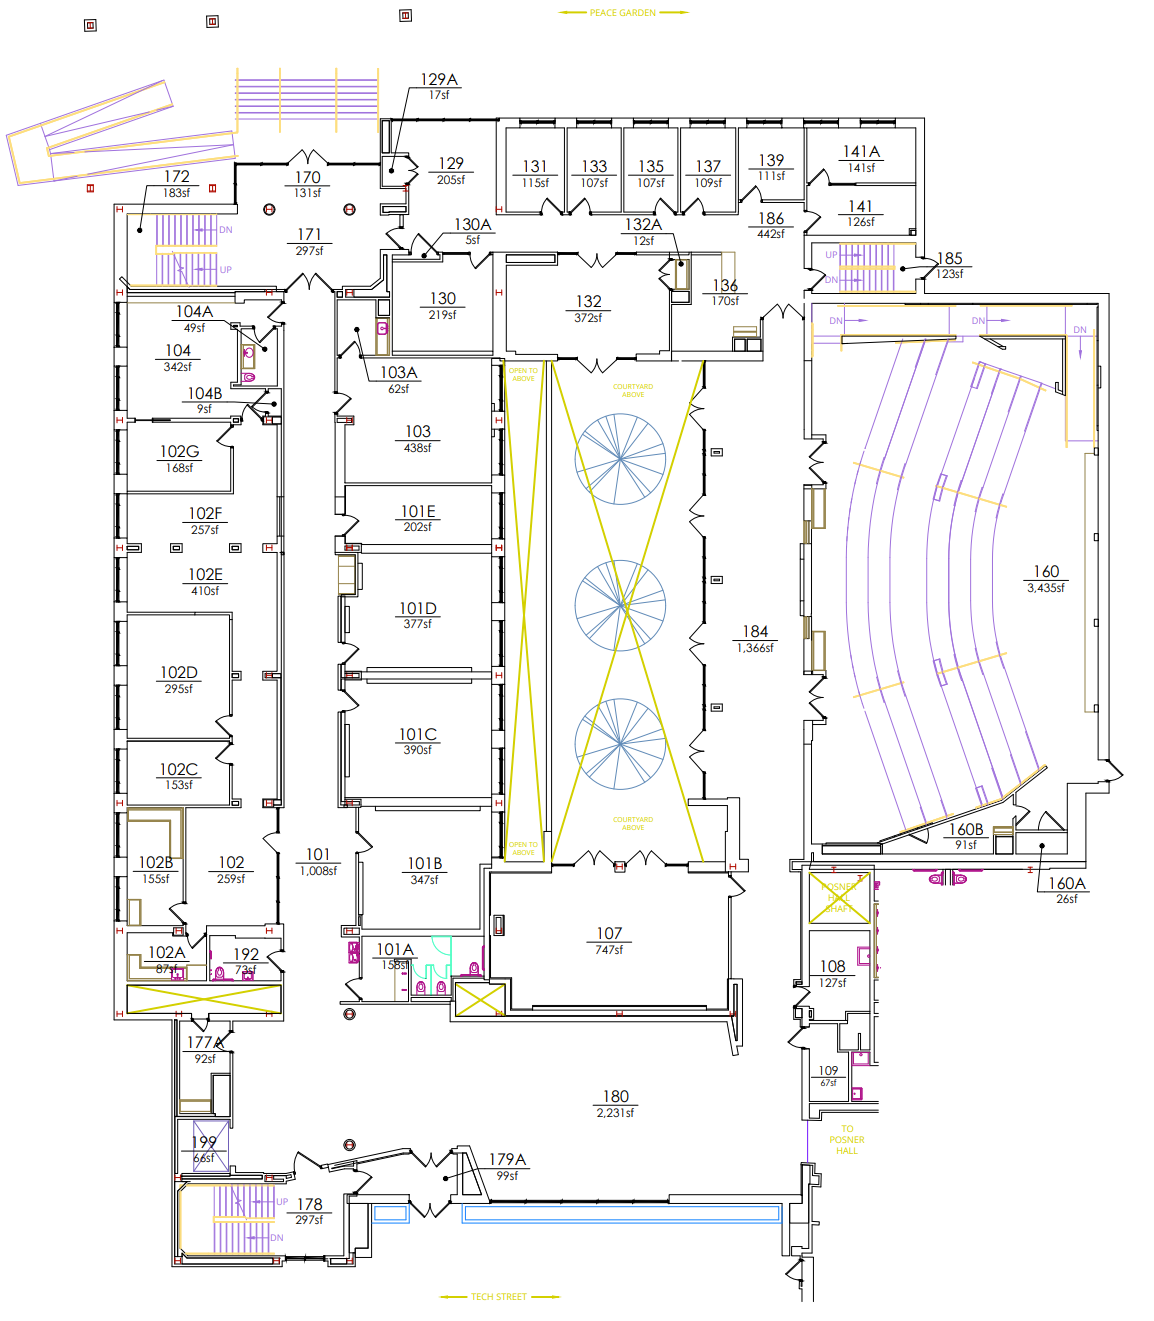 PEACE GARDEN
129A
17sf
172
183sf
170
131sf
129
205sf
131
115sf
133
107sf
135
107sf
137
109sf
139
111sf
141A
141sf
141
126sf
DN
UP
171
297sf
130A
5sf
132A
12sf
186
442sf
UP
DN
185
123sf
130
219sf
132
372sf
136
170sf
104A
49sf
104
342sf
103A
62sf
104B
9sf
DN
DN
DN
OPEN TO
ABOVE
COURTYARD
ABOVE
103
438sf
102G
168sf
102F
257sf
101E
202sf
102E
410sf
101D
377sf
160
3,435sf
184
1,366sf
102D
295sf
101C
390sf
102C
153sf
COURTYARD
ABOVE
OPEN TO
ABOVE
160B
91sf
102B
155sf
102
259sf
101
1,008sf
101B
347sf
160A
26sf
POSNER
HALL
SHAFT
107
747sf
102A
87sf
192
73sf
101A
158sf
108
127sf
177A
92sf
109
67sf
180
2,231sf
TO
POSNER
HALL
199
66sf
179A
99sf
178
297sf
UP
DN
TECH STREET